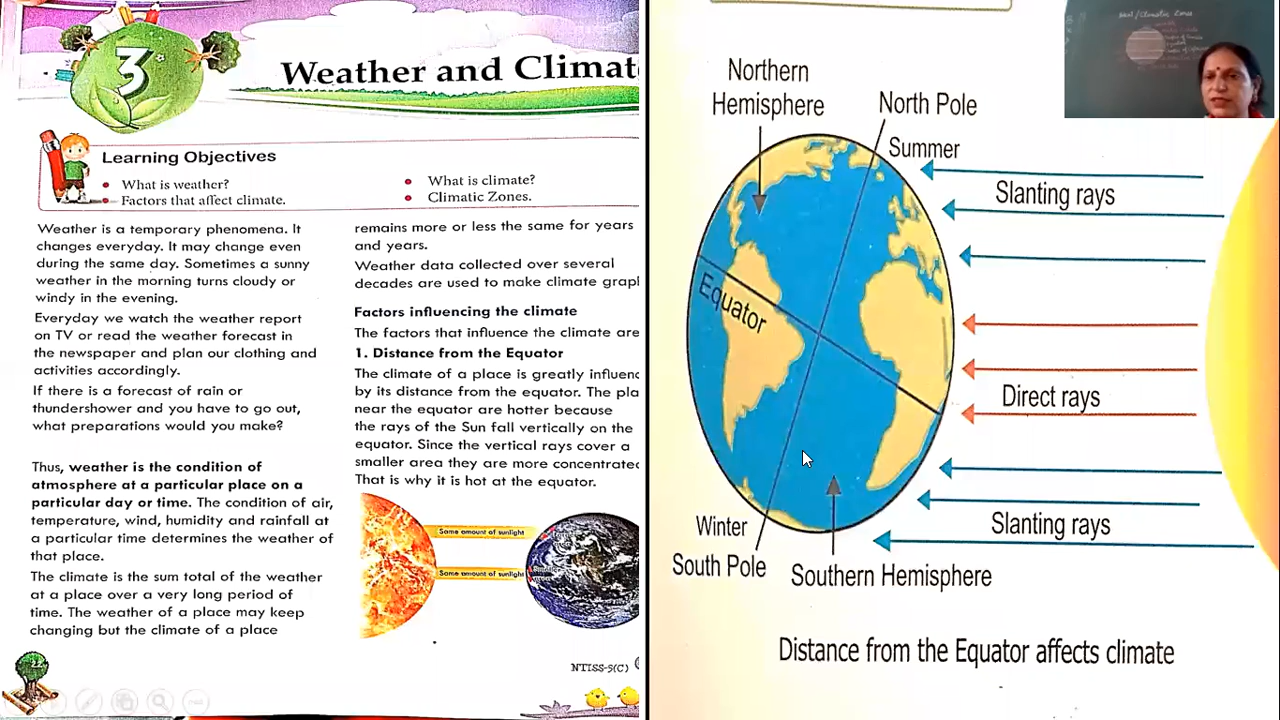 3
Weather and Climat
Learning Objectives
What is weather?
Factors that affect climate.
What is climate?
Climatic Zones.
Weather is a temporary phenomena. It
changes everyday. It may change even
during the same day. Sometimes a sunny
weather in the morning turns cloudy or
windy in the evening.
Everyday we watch the weather report
on TV or read the weather forecast in
the newspaper and plan our clothing and
activities accordingly.
If there is a forecast of rain or
thundershower and you have to go out,
what preparations would you make?
Thus, weather is the condition of
atmosphere at a particular place on a
particular day or time. The condition of air,
temperature, wind, humidity and rainfall at
a particular time determines the weather of
that place.
The climate is the sum total of the weather
at a place over a very long period of
time. The weather of a place may keep
changing but the climate of a place
remains more or less the same for years
and years.
Weather data collected over several
decades are used to make climate grap
Factors influencing the climate
The factors that influence the climate are
1. Distance from the Equator
The climate of a place is greatly influenc
by its distance from the equator. The pla
near the equator are hotter because
the rays of the Sun fall vertically on the
equator. Since the vertical rays cover a
smaller area they are more concentrate
That is why it is hot at the equator.
Same amount of sunlight
Same amount of sunlight
NTISS-5(C)
Northern
Hemisphere
North Pole
Summer
Slanting rays
Equator
Direct rays
Slanting rays
Winter
South Pole
Southern Hemisphere
Distance from the Equator affects climate